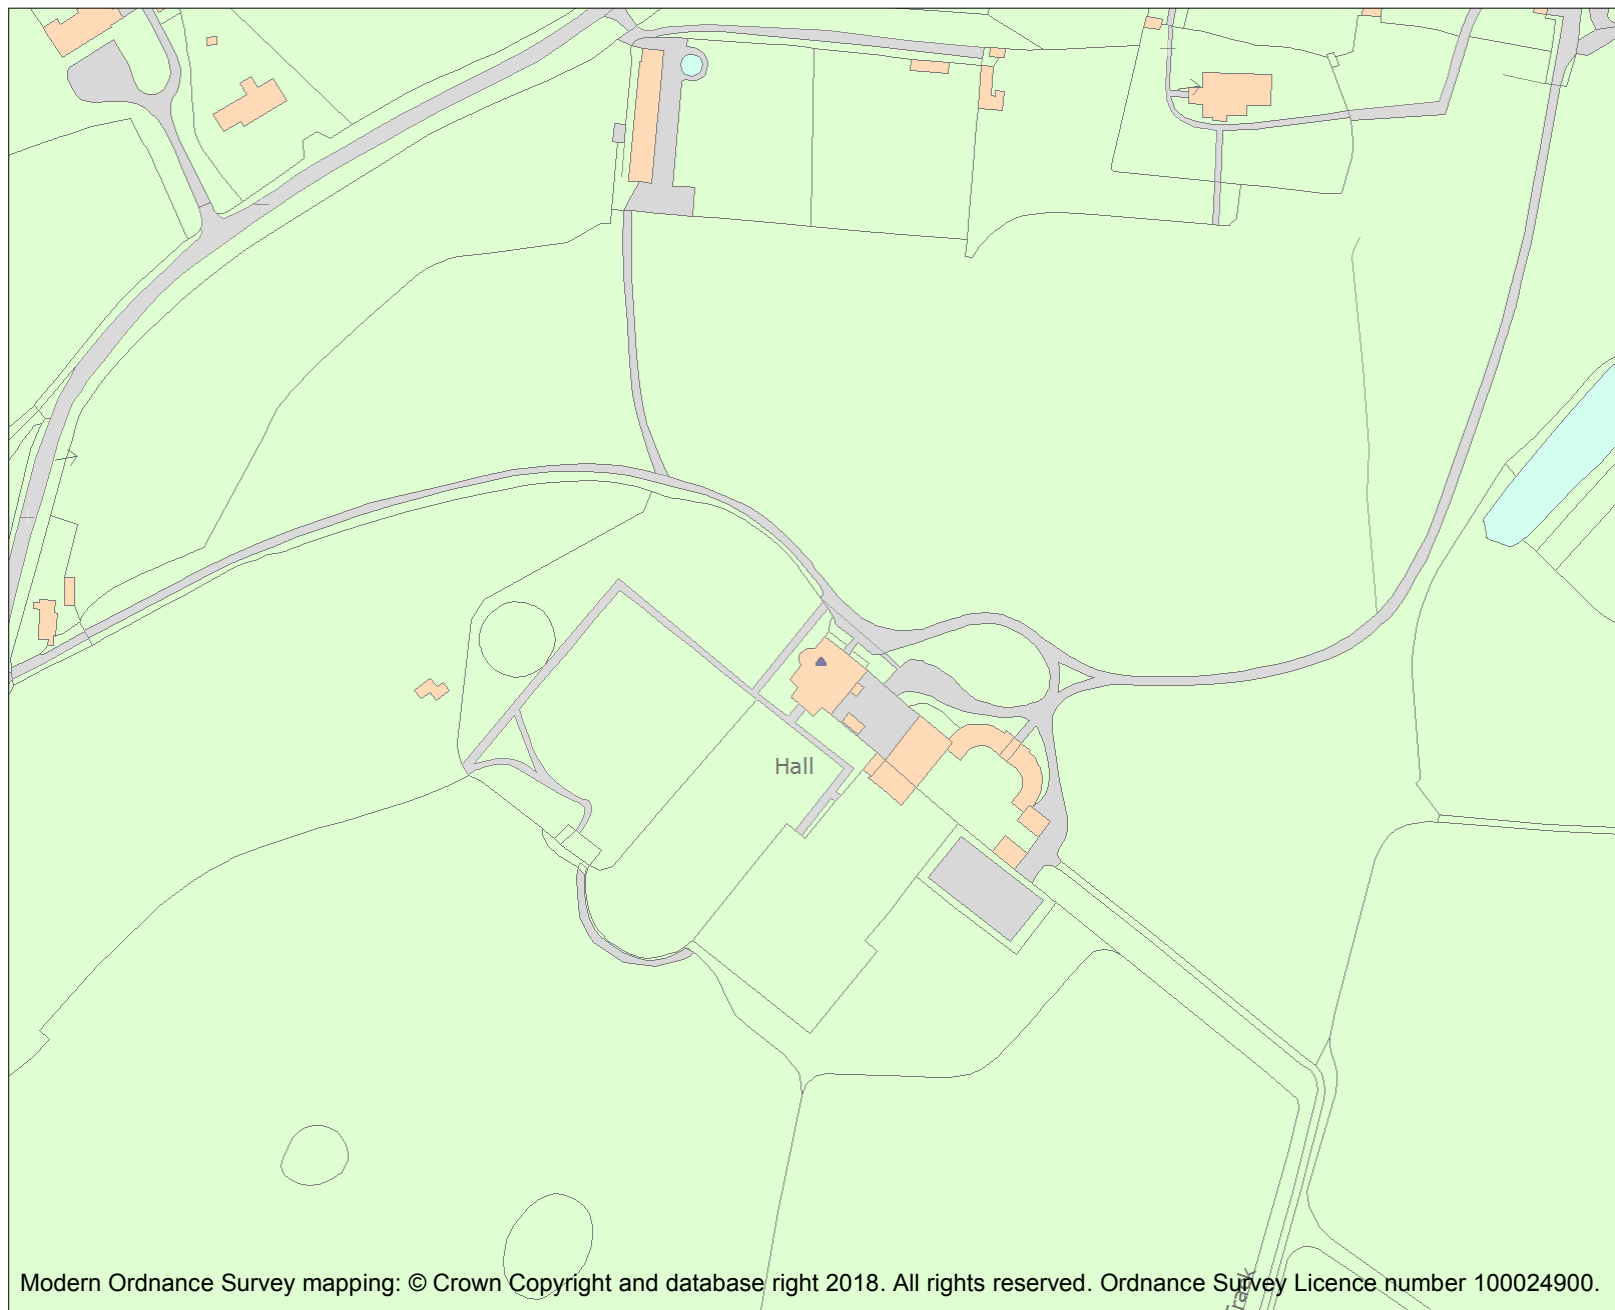 Hall
Track
Modern Ordnance Survey mapping: © Crown Copyright and database right 2018. All rights reserved. Ordnance Survey Licence number 100024900.